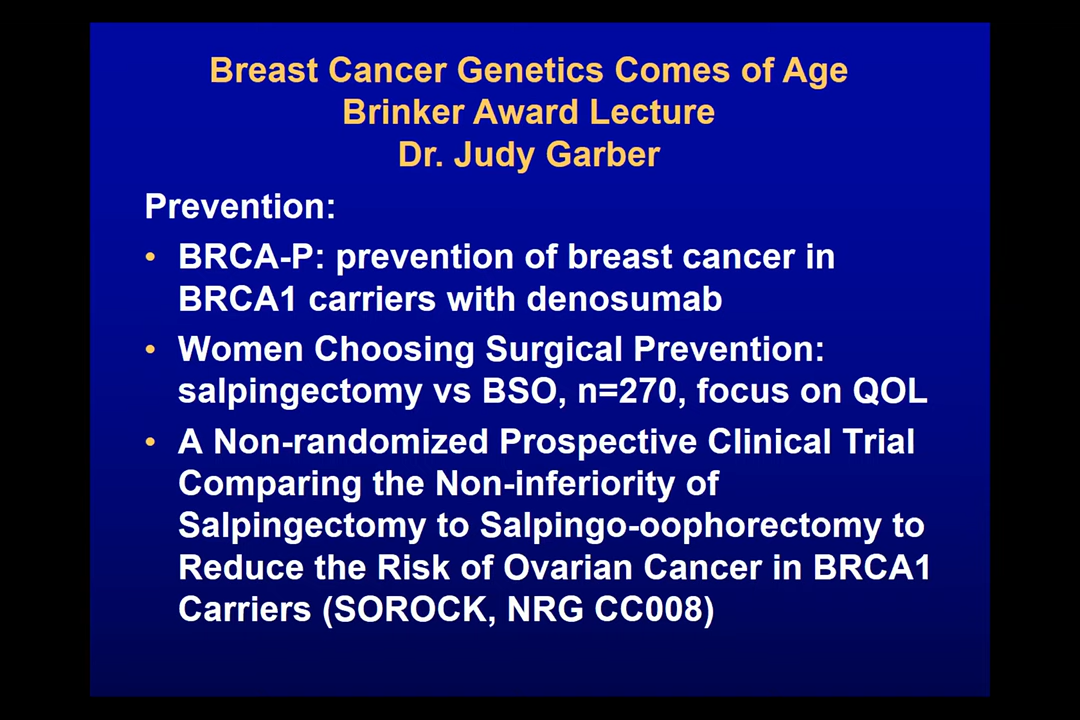 Breast Cancer Genetics Comes of Age
Brinker Award Lecture
Dr. Judy Garber
Prevention:
• BRCA-P: prevention of breast cancer in
BRCA1 carriers with denosumab
• Women Choosing Surgical Prevention:
salpingectomy vs BSO, n=270, focus on QOL
• A Non-randomized Prospective Clinical Trial
Comparing the Non-inferiority of
Salpingectomy to Salpingo-oophorectomy to
Reduce the Risk of Ovarian Cancer in BRCA1
Carriers (SOROCK, NRG CC008)